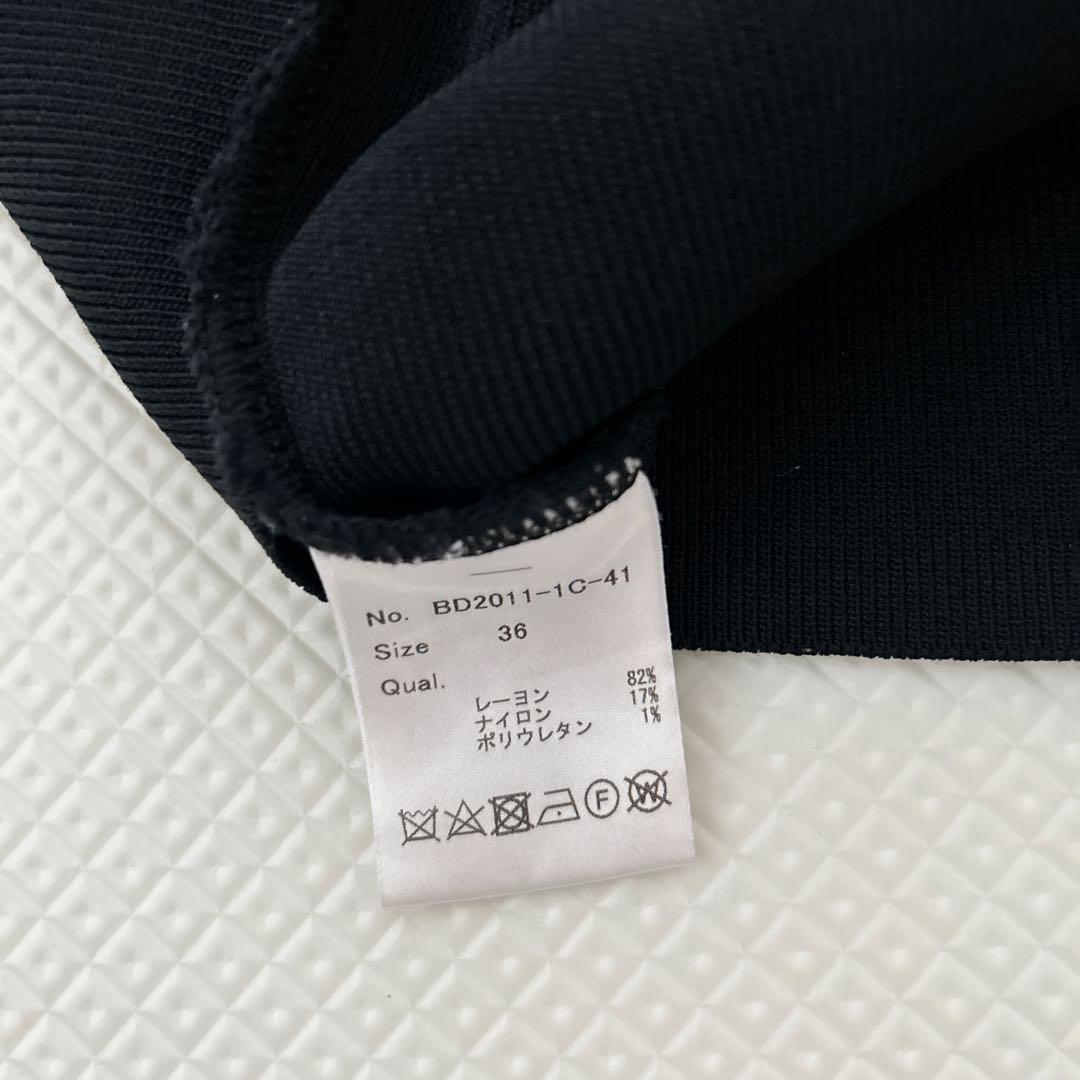 No. BD2011-1C-41
Size 36
Qual.
レーヨン 82%
ナイロン 17%
ポリウレタン 1%
F W